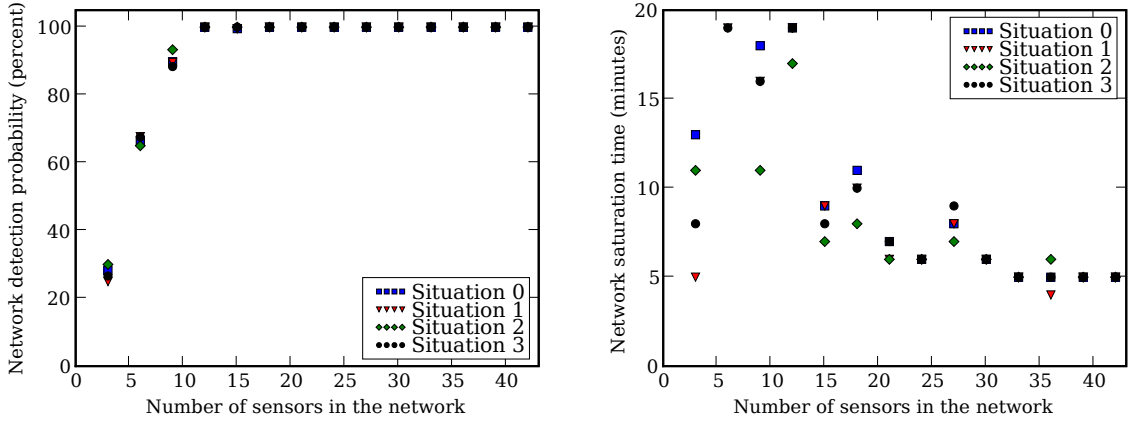 Network detection probability (percent)
100
80
60
40
20
0
Situation 0
Situation 1
Situation 2
Situation 3
0 5 10 15 20 25 30 35 40
Number of sensors in the network
Network saturation time (minutes)
20
15
10
5
0
Situation 0
Situation 1
Situation 2
Situation 3
0 5 10 15 20 25 30 35 40
Number of sensors in the network